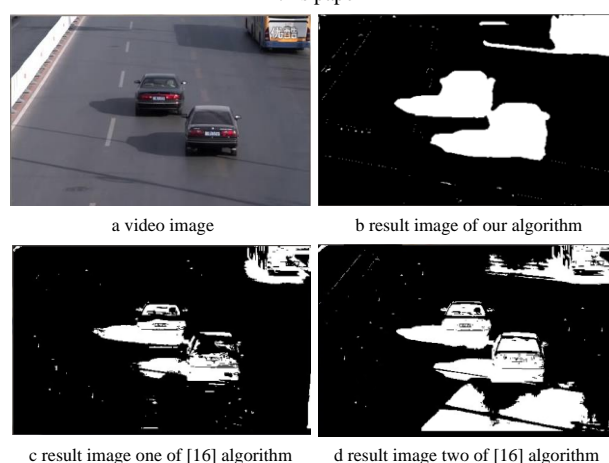 a video image
b result image of our algorithm
c result image one of [16] algorithm
d result image two of [16] algorithm